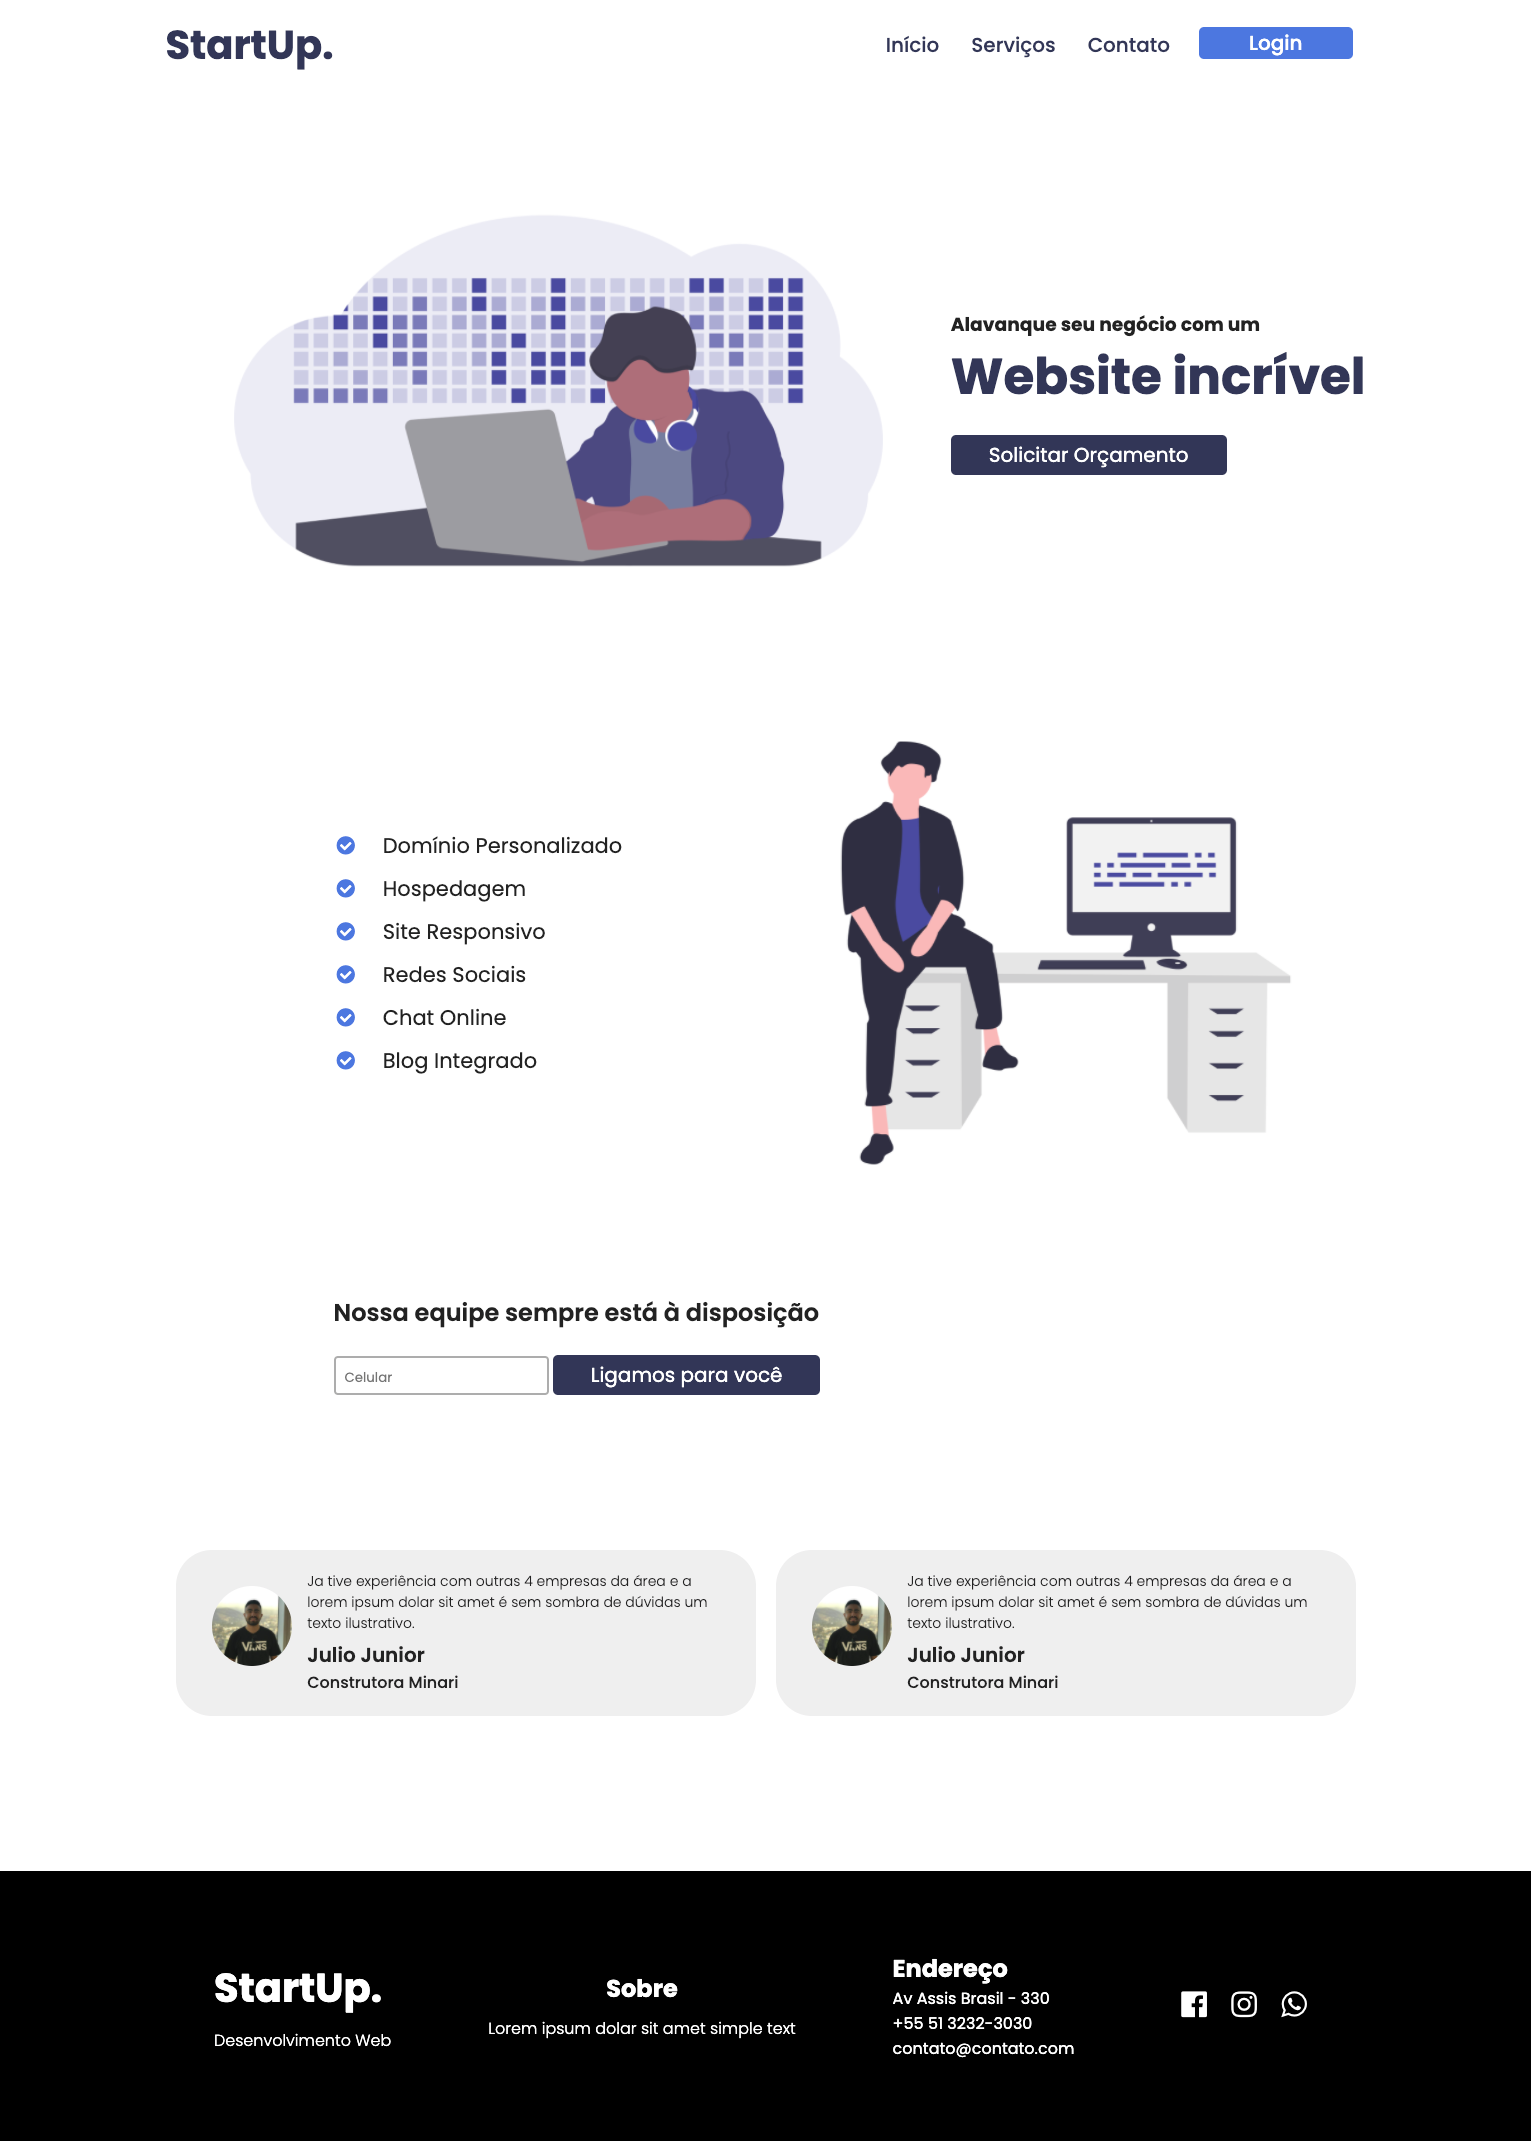 StartUp.
Início
Serviços
Contato
Login
Alavanque seu negócio com um
Website incrível
Solicitar Orçamento
Domínio Personalizado
Hospedagem
Site Responsivo
Redes Sociais
Chat Online
Blog Integrado
Nossa equipe sempre está à disposição
Celular
Ligamos para você
Ja tive experiência com outras 4 empresas da área e a
lorem ipsum dolar sit amet é sem sombra de dúvidas um
texto ilustrativo.
Julio Junior
Construtora Minari
VANS
Ja tive experiência com outras 4 empresas da área e a
lorem ipsum dolar sit amet é sem sombra de dúvidas um
texto ilustrativo.
Julio Junior
Construtora Minari
VANS
StartUp.
Desenvolvimento Web
Sobre
Lorem ipsum dolar sit amet simple text
Endereço
Av Assis Brasil - 330
+55 51 3232-3030
contato@contato.com